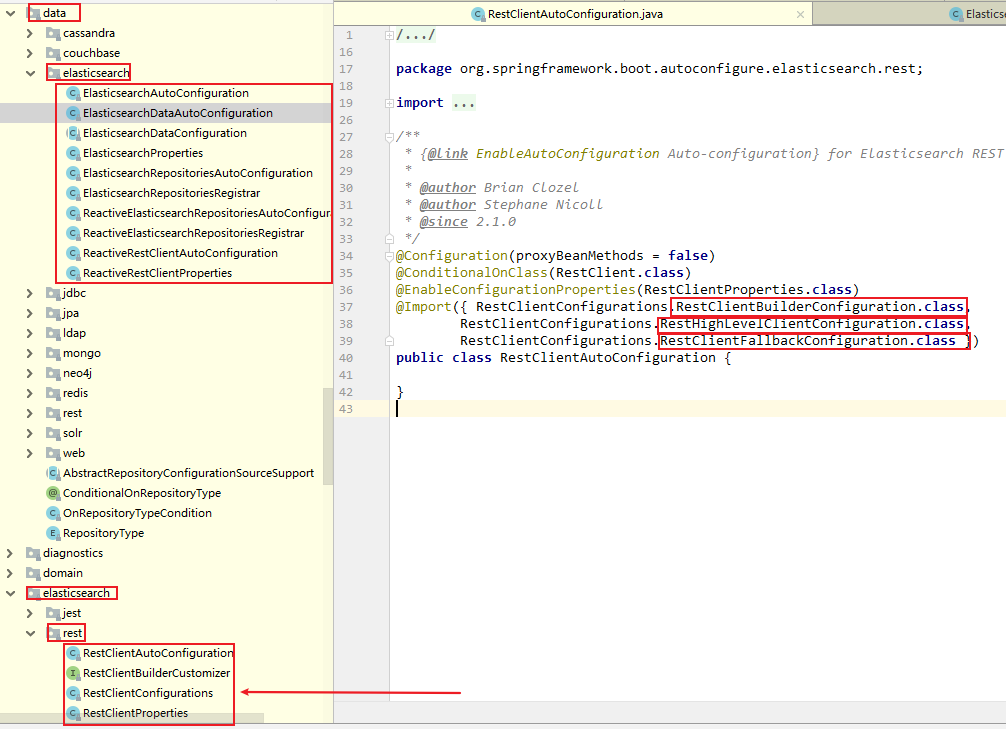 data
cassandra
couchbase
elasticsearch
ElasticsearchAutoConfiguration
ElasticsearchDataAutoConfiguration
ElasticsearchDataConfiguration
ElasticsearchProperties
ElasticsearchRepositoriesAutoConfiguration
ElasticsearchRepositoriesRegistrar
ReactiveElasticsearchRepositoriesAutoConfigur
ReactiveElasticsearchRepositoriesRegistrar
ReactiveRestClientAutoConfiguration
ReactiveRestClientProperties
jdbc
jpa
ldap
mongo
neo4j
redis
rest
solr
web
AbstractRepositoryConfigurationSourceSupport
ConditionalOnRepositoryType
OnRepositoryTypeCondition
RepositoryType
diagnostics
domain
elasticsearch
jest
rest
RestClientAutoConfiguration
RestClientBuilderCustomizer
RestClientConfigurations
RestClientProperties
RestClientAutoConfiguration.java
Elasticse
1 /.../
16
17 package org.springframework.boot.autoconfigure.elasticsearch.rest;
18
19 import ...
26
27 /**
28 * {@link EnableAutoConfiguration Auto-configuration} for Elasticsearch REST
29 *
30 * @author Brian Clozel
31 * @author Stephane Nicoll
32 * @since 2.1.0
33 */
34 @Configuration(proxyBeanMethods = false)
35 @ConditionalOnClass(RestClient.class)
36 @EnableConfigurationProperties(RestClientProperties.class)
37 @Import({ RestClientConfigurations.RestClientBuilderConfiguration.class,
38 RestClientConfigurations.RestHighLevelClientConfiguration.class,
39 RestClientConfigurations.RestClientFallbackConfiguration.class })
40 public class RestClientAutoConfiguration {
41
42 }
43